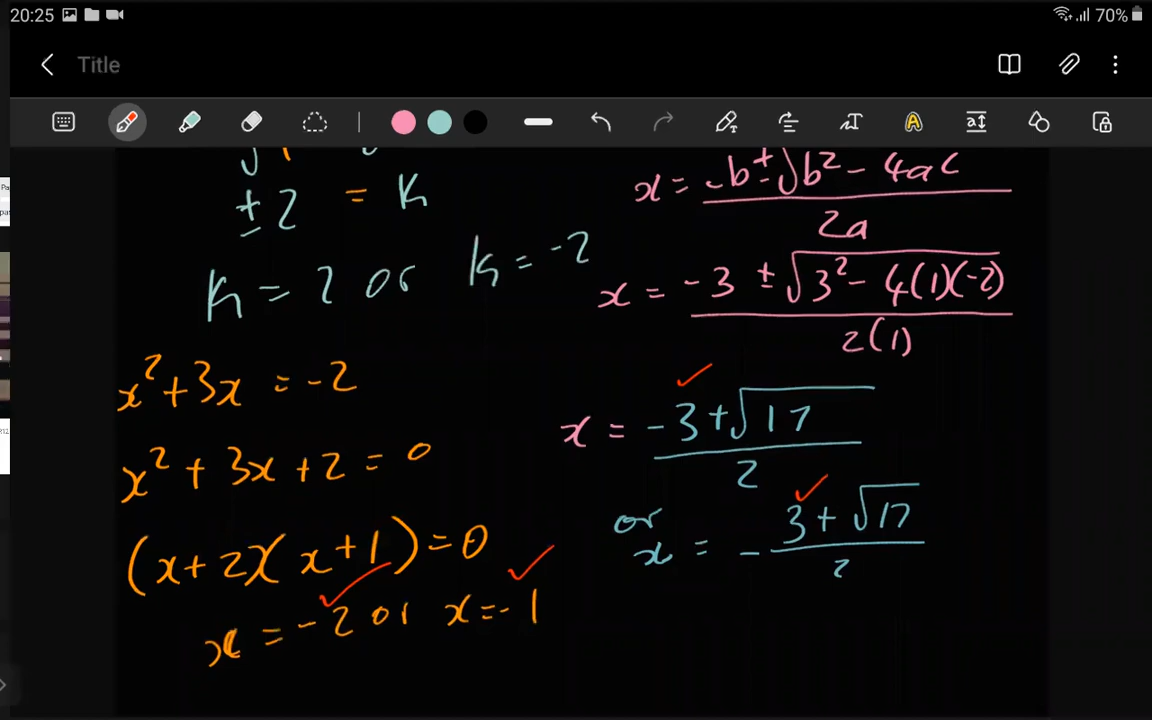 20:25
70%
Title
± 2 = k
k = 2 or k = -2
x² + 3x = -2
x² + 3x + 2 = 0
(x + 2)(x + 1) = 0
x = -2 or x = -1
x = -b ± √b² - 4ac
2a
x = -3 ± √3² - 4(1)(-2)
2(1)
x = -3 + √17
2
or
x = - 3 + √17
2